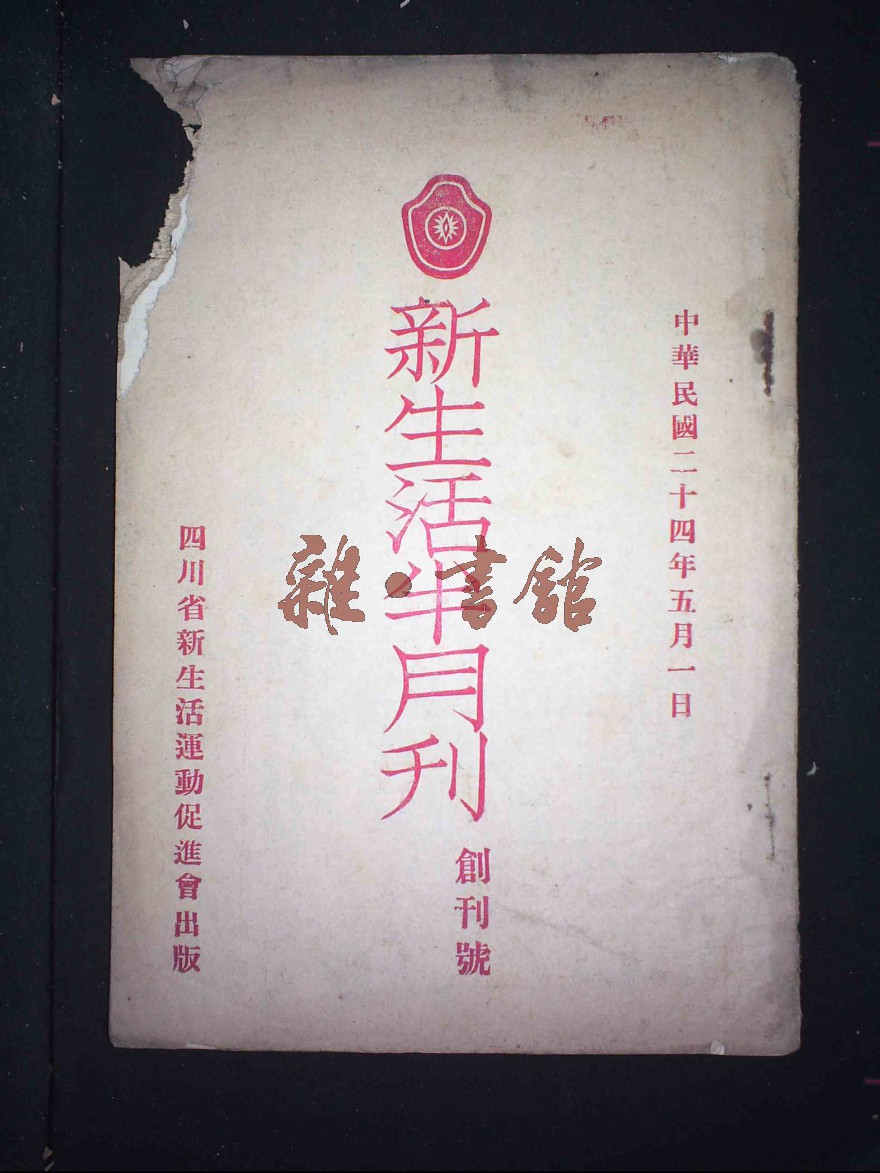 中華民國二十四年五月一日
新生活半月刊
創刊號
四川省新生活運動促進會出版
雜·書館